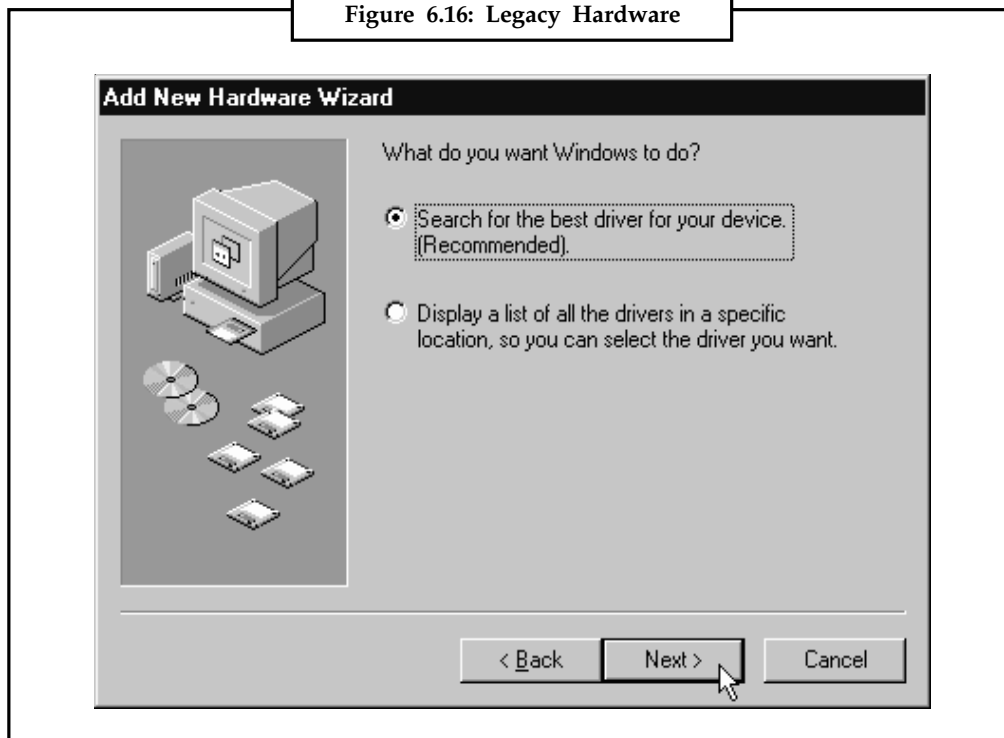 Figure 6.16: Legacy Hardware
Add New Hardware Wizard
What do you want Windows to do?
Search for the best driver for your device.
(Recommended).
Display a list of all the drivers in a specific
location, so you can select the driver you want.
< Back
Next >
Cancel